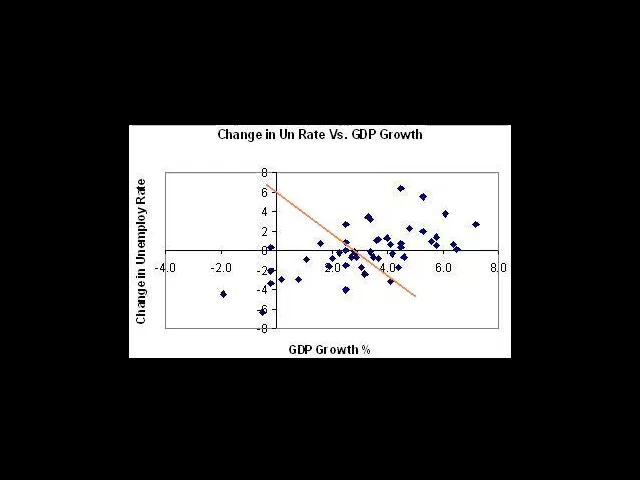 Change in Un Rate Vs. GDP Growth
Change in Unemploy Rate
8
6
4
2
0
-2
-4
-6
-8
-4.0 -2.0 0.0 2.0 4.0 6.0 8.0
GDP Growth %